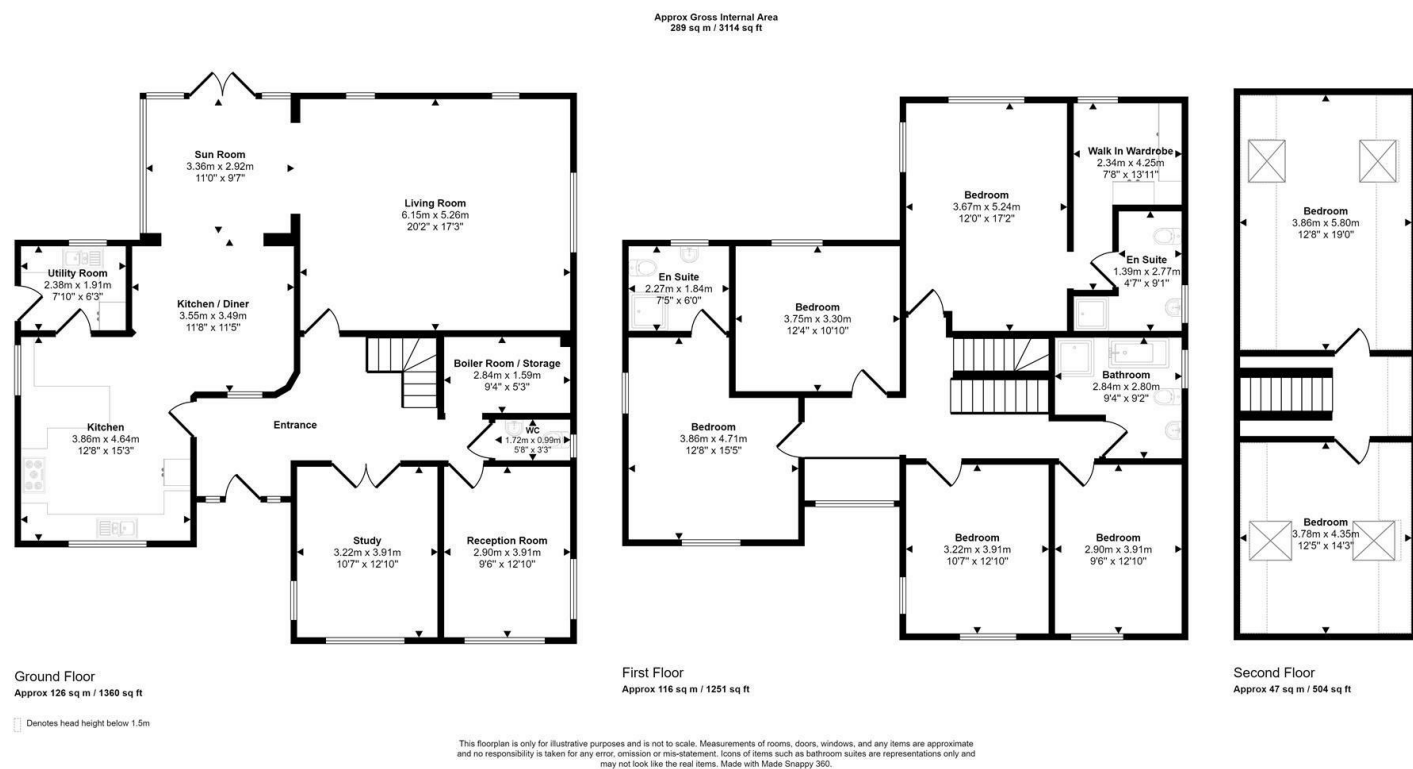 Approx Gross Internal Area
289 sq m / 3114 sq ft
Sun Room
3.36m x 2.92m
11'0" x 9'7"
Living Room
6.15m x 5.26m
20'2" x 17'3"
Utility Room
2.38m x 1.91m
7'10" x 6'3"
Kitchen / Diner
3.55m x 3.49m
11'8" x 11'5"
Boiler Room / Storage
2.84m x 1.59m
9'4" x 5'3"
Kitchen
3.86m x 4.64m
12'8" x 15'3"
Entrance
WC
1.72m x 0.99m
5'8" x 3'3"
Study
3.22m x 3.91m
10'7" x 12'10"
Reception Room
2.90m x 3.91m
9'6" x 12'10"
Ground Floor
Approx 126 sq m / 1360 sq ft
Denotes head height below 1.5m
Walk In Wardrobe
2.34m x 4.25m
7'8" x 13'11"
Bedroom
3.67m x 5.24m
12'0" x 17'2"
En Suite
1.39m x 2.77m
4'7" x 9'1"
En Suite
2.27m x 1.84m
7'5" x 6'0"
Bedroom
3.75m x 3.30m
12'4" x 10'10"
Bathroom
2.84m x 2.80m
9'4" x 9'2"
Bedroom
3.86m x 4.71m
12'8" x 15'5"
Bedroom
3.22m x 3.91m
10'7" x 12'10"
Bedroom
2.90m x 3.91m
9'6" x 12'10"
First Floor
Approx 116 sq m / 1251 sq ft
Bedroom
3.86m x 5.80m
12'8" x 19'0"
Bedroom
3.78m x 4.35m
12'5" x 14'3"
Second Floor
Approx 47 sq m / 504 sq ft
This floorplan is only for illustrative purposes and is not to scale. Measurements of rooms, doors, windows, and any items are approximate
and no responsibility is taken for any error, omission or mis-statement. Icons of items such as bathroom suites are representations only and
may not look like the real items. Made with Made Snappy 360.